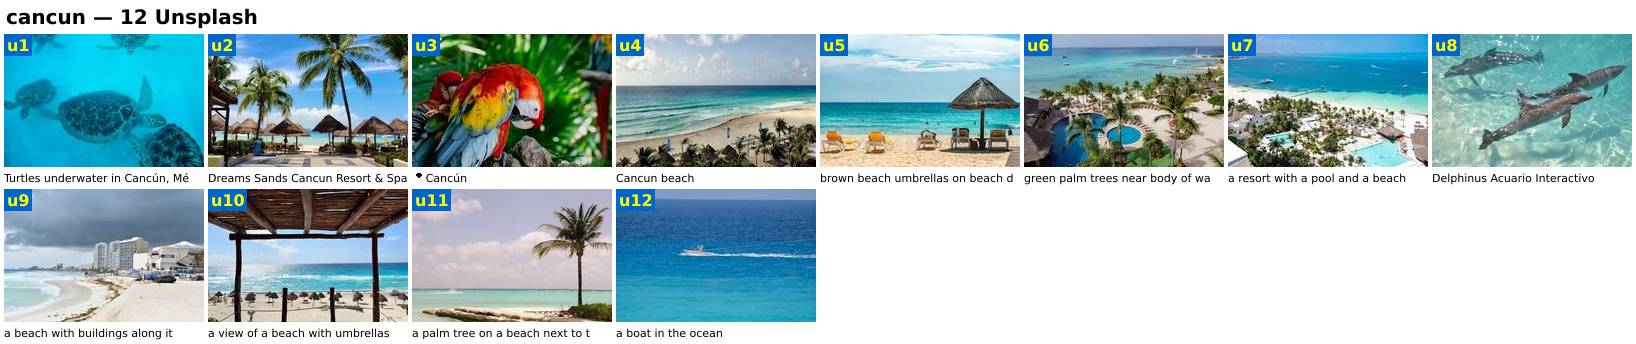 cancun — 12 Unsplash
u1
u2
u3
u4
u5
u6
u7
u8
Turtles underwater in Cancún, Mé
Dreams Sands Cancun Resort & Spa
Cancún
Cancun beach
brown beach umbrellas on beach d
green palm trees near body of wa
a resort with a pool and a beach
Delphinus Acuario Interactivo
u9
u10
u11
u12
a beach with buildings along it
a view of a beach with umbrellas
a palm tree on a beach next to t
a boat in the ocean